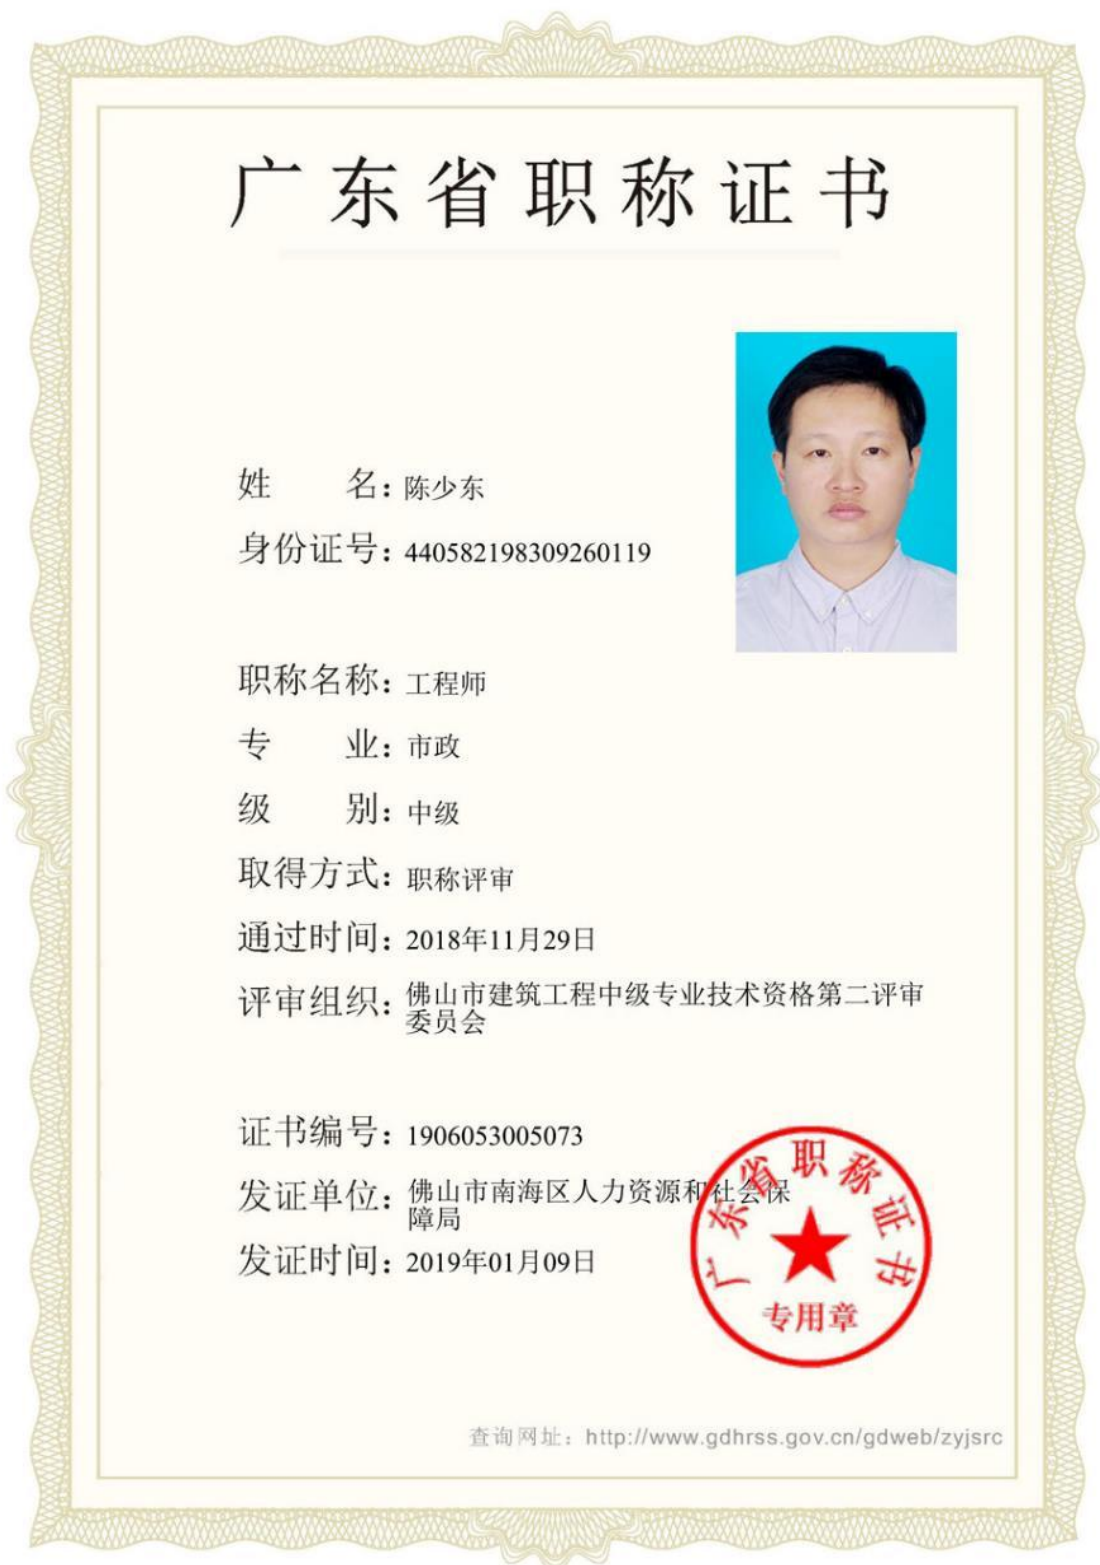 广东省职称证书
姓 名：陈少东
身份证号：440582198309260119
职称名称：工程师
专 业：市政
级 别：中级
取得方式：职称评审
通过时间：2018年11月29日
评审组织：佛山市建筑工程中级专业技术资格第二评审
委员会
证书编号：1906053005073
发证单位：佛山市南海区人力资源和社会保
障局
发证时间：2019年01月09日
广东省职称证书
专用章
查询网址：http://www.gdhrss.gov.cn/gdweb/zyjsrc